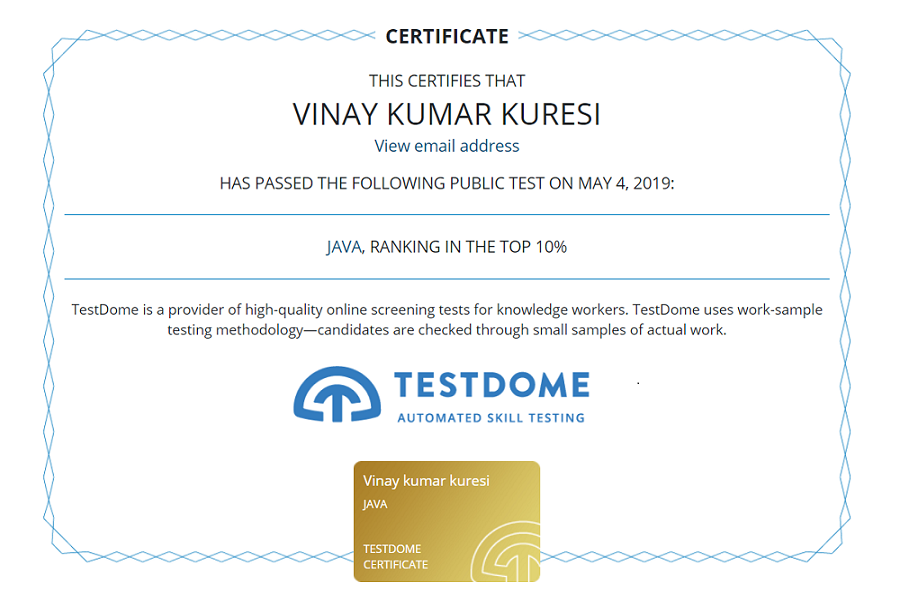 CERTIFICATE
THIS CERTIFIES THAT
VINAY KUMAR KURESI
View email address
HAS PASSED THE FOLLOWING PUBLIC TEST ON MAY 4, 2019:
JAVA, RANKING IN THE TOP 10%
TestDome is a provider of high-quality online screening tests for knowledge workers. TestDome uses work-sample
testing methodology—candidates are checked through small samples of actual work.
TESTDOME
AUTOMATED SKILL TESTING
Vinay kumar kuresi
JAVA
TESTDOME
CERTIFICATE